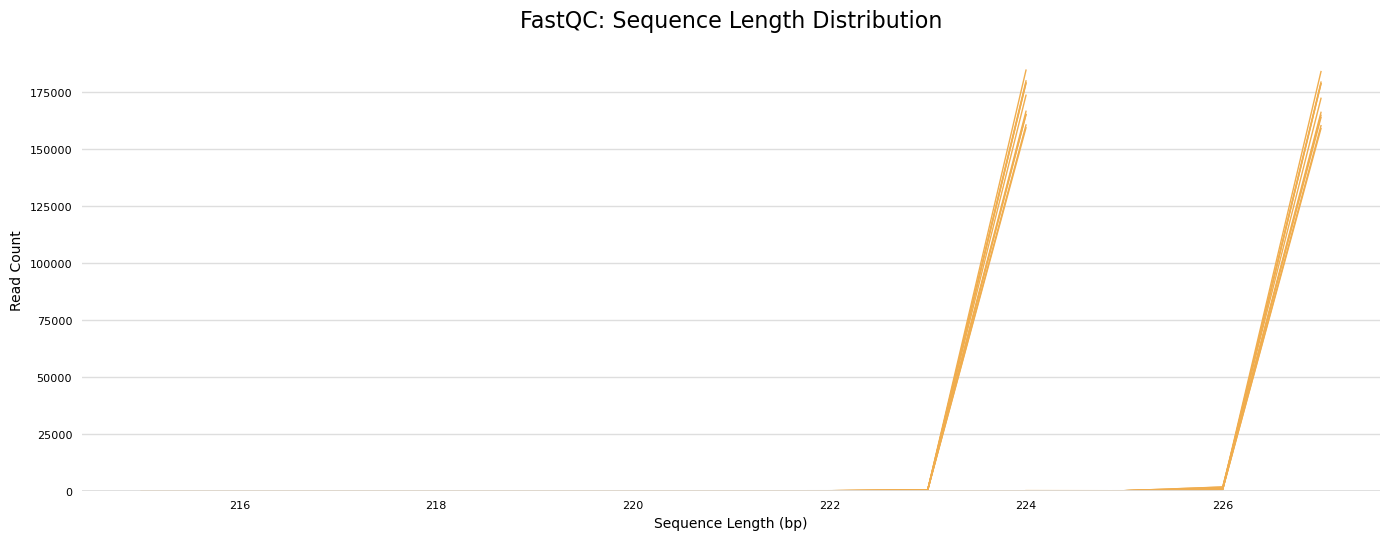 FastQC: Sequence Length Distribution
175000
150000
125000
100000
75000
50000
25000
0
Read Count
216 218 220 222 224 226
Sequence Length (bp)